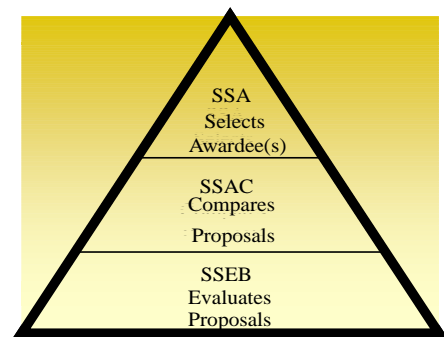 SSA
Selects
Awardee(s)
SSAC
Compares
Proposals
SSEB
Evaluates
Proposals